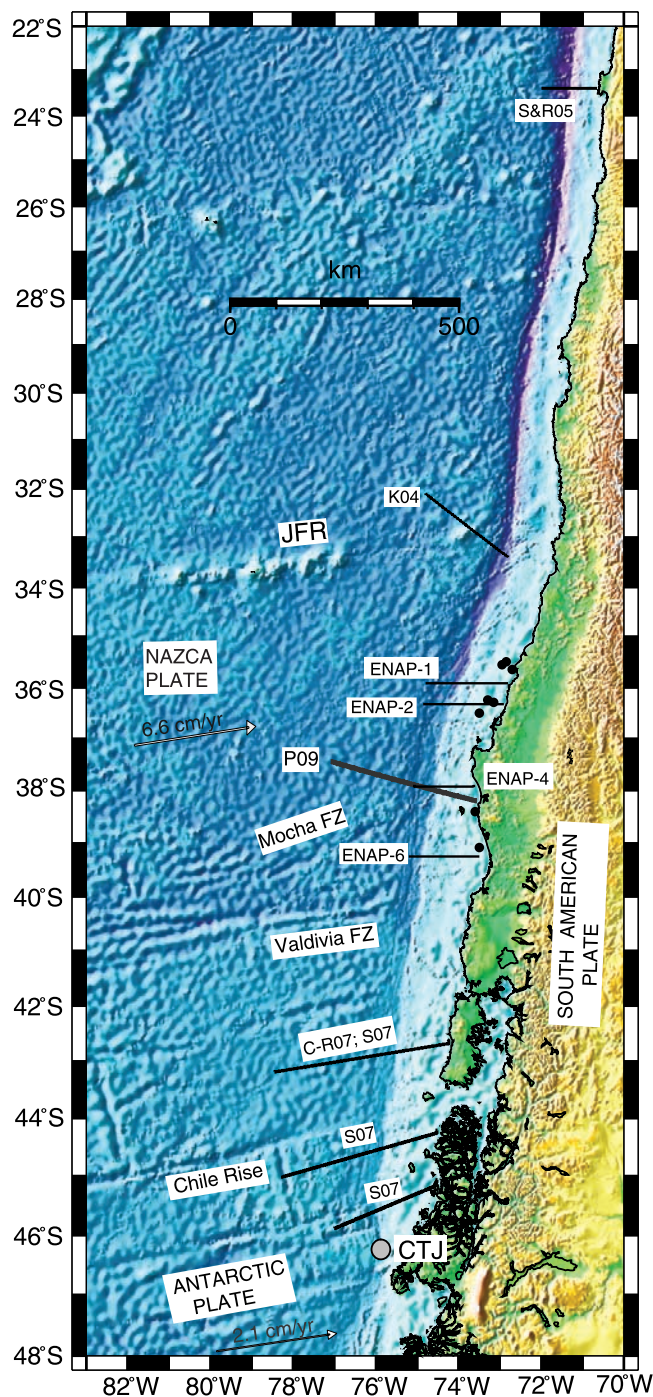 22°S
S&R05
24°S
26°S
km
28°S
0
500
30°S
K04
32°S
JFR
34°S
NAZCA
PLATE
ENAP-1
36°S
ENAP-2
6.6 cm/yr
P09
ENAP-4
38°S
Mocha FZ
ENAP-6
SOUTH AMERICAN
PLATE
40°S
Valdivia FZ
42°S
C-R07; S07
44°S
S07
Chile Rise
S07
46°S
CTJ
ANTARCTIC
PLATE
2.1 cm/yr
48°S
82°W 80°W 78°W 76°W 74°W 72°W 70°W